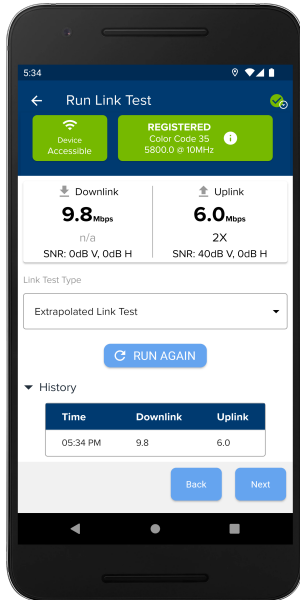 5:34
Run Link Test
Device
Accessible
REGISTERED
Color Code 35
5800.0 @ 10MHz
i
Downlink
9.8Mbps
n/a
SNR: 0dB V, 0dB H
Uplink
6.0Mbps
2X
SNR: 40dB V, 0dB H
Link Test Type
Extrapolated Link Test
RUN AGAIN
History
Time Downlink Uplink
05:34 PM 9.8 6.0
Back Next